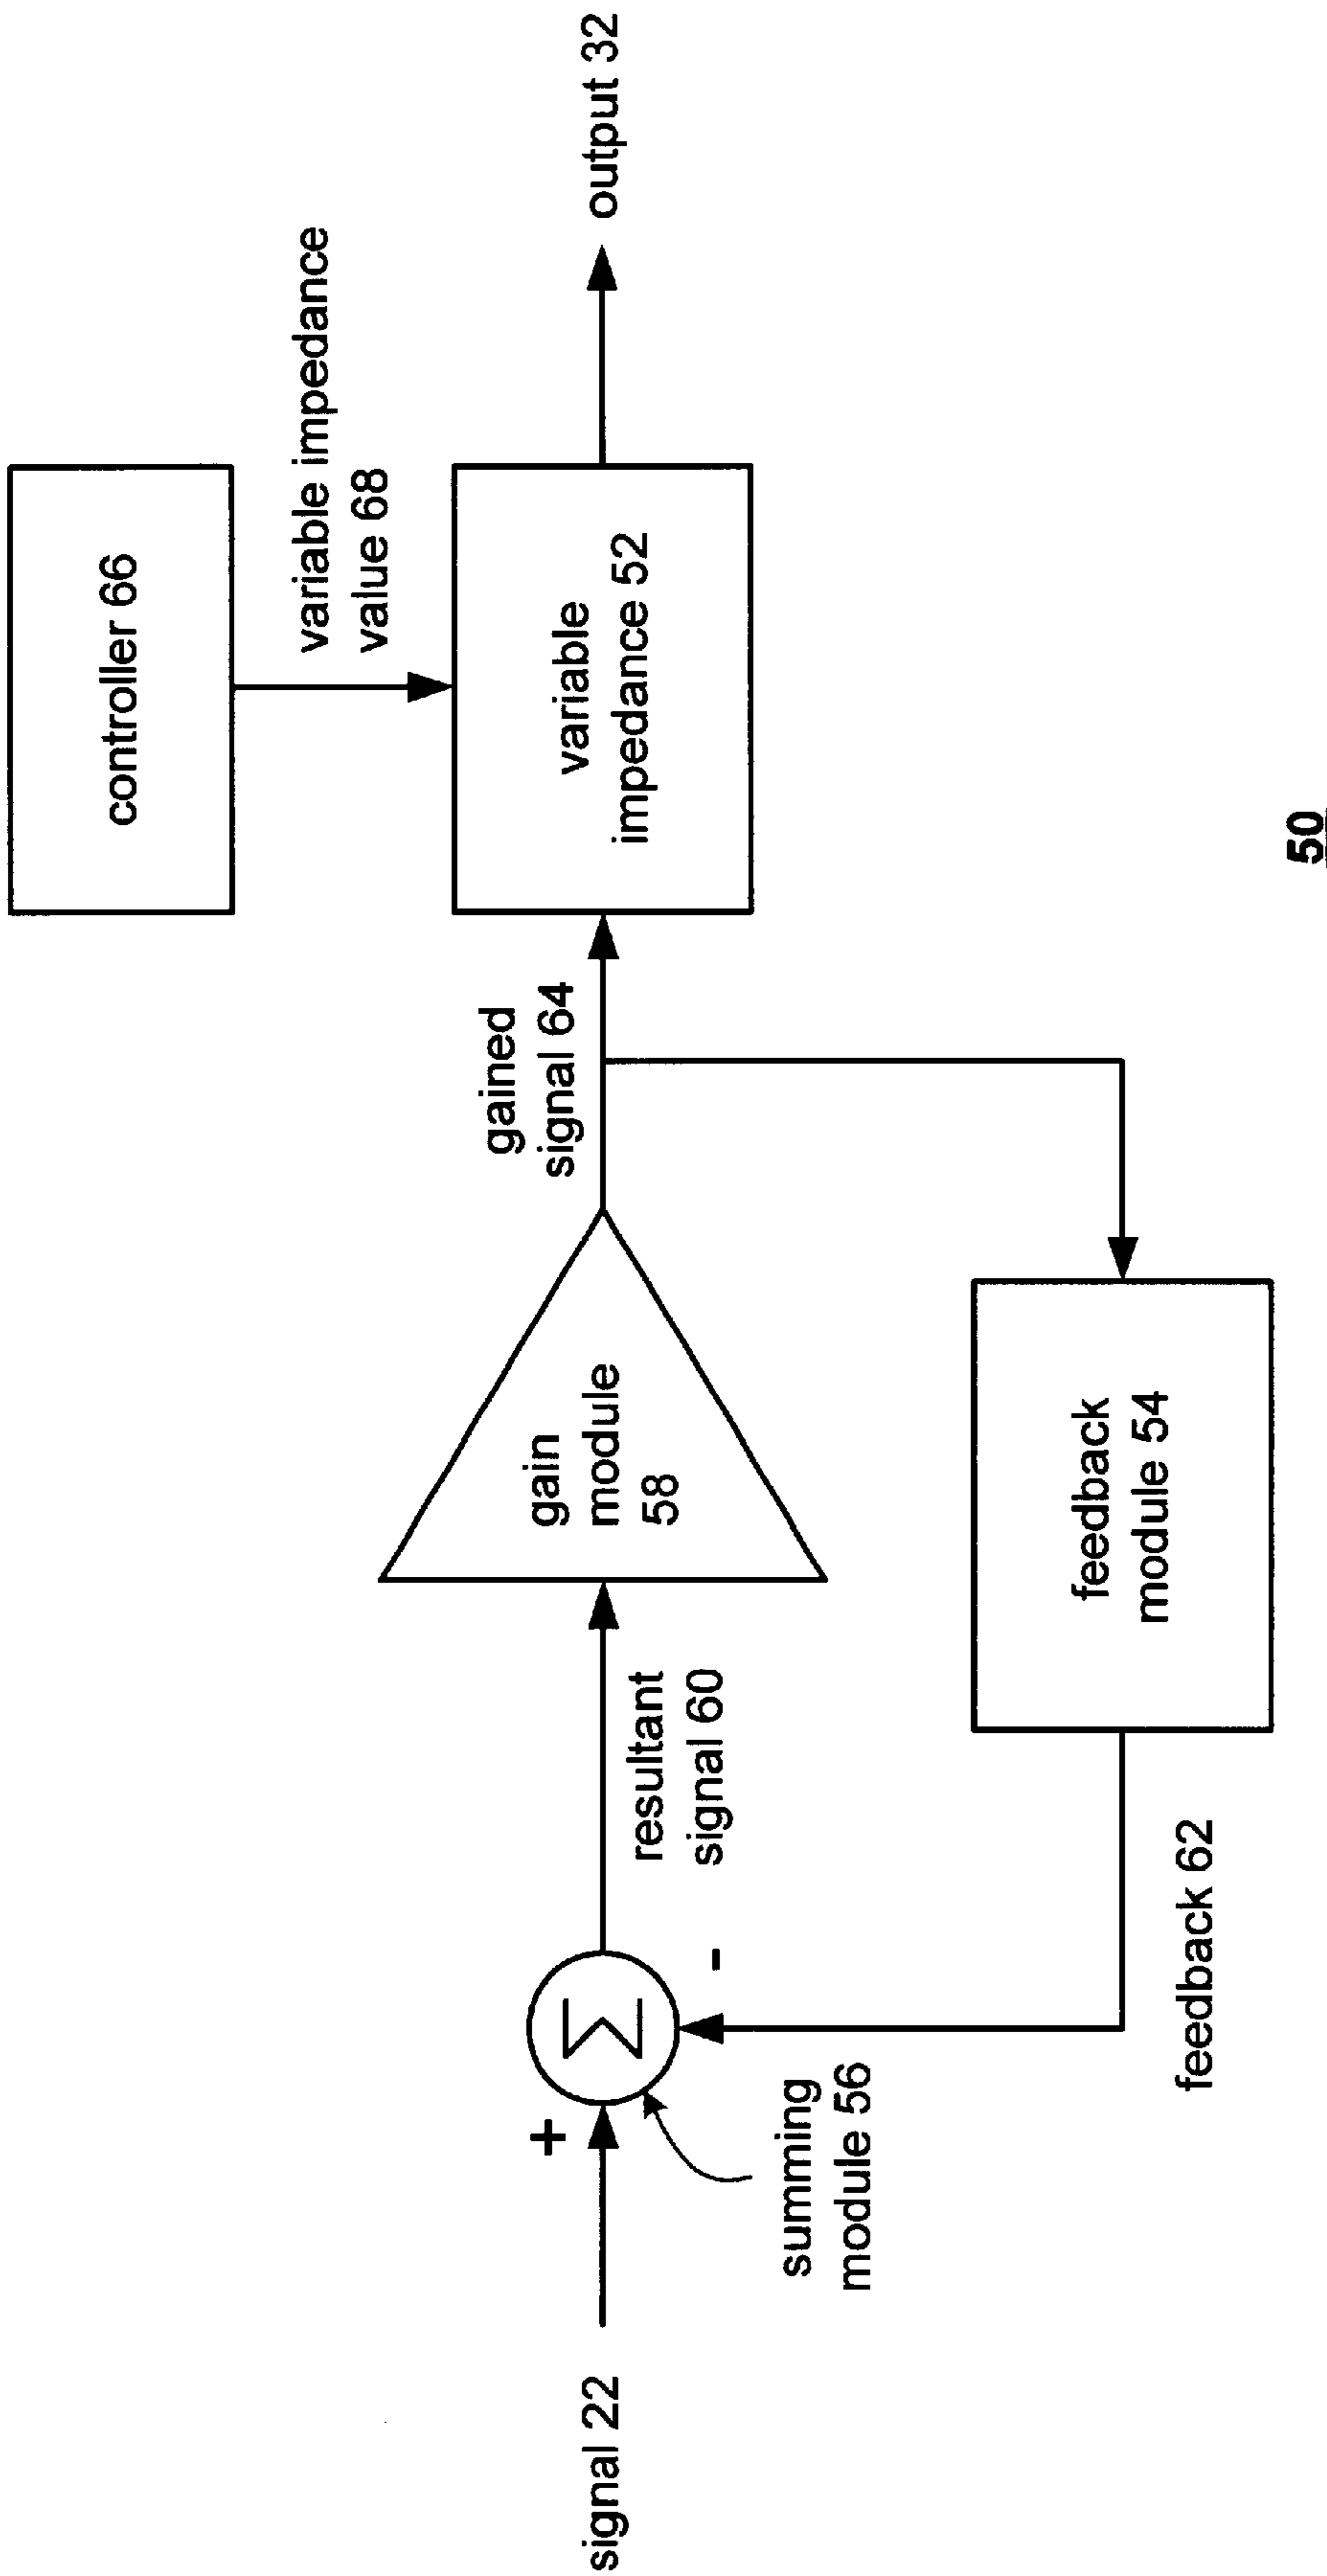 controller 66
variable impedance
value 68
variable
impedance 52
output 32
gained
signal 64
gain
module
58
resultant
signal 60
+
Σ
-
signal 22
summing
module 56
feedback
module 54
feedback 62
50